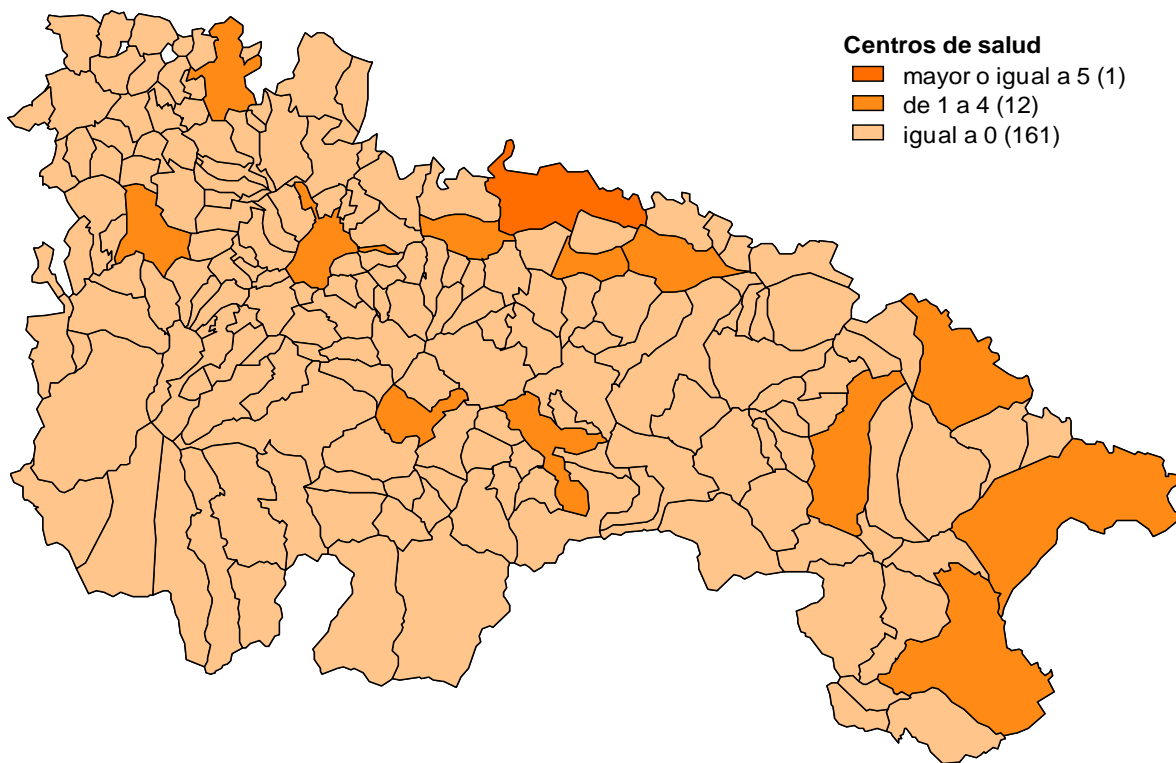 Centros de salud
mayor o igual a 5 (1)
de 1 a 4 (12)
igual a 0 (161)